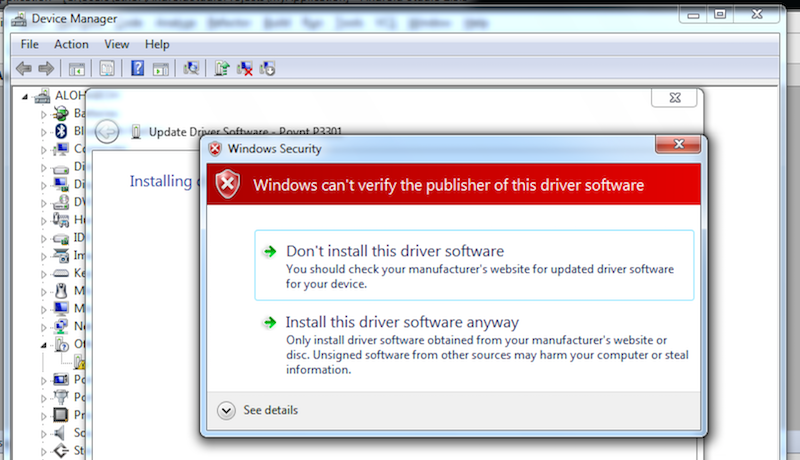 Device Manager
File Action View Help
ALOH
Ba
Bl
Co
Di
Di
DV
Hu
ID
Im
Ke
M
M
Ne
Ot
Po
Po
Pr
So
Sy
Update Driver Software - Poynt P3301
Installing
Windows Security
Windows can't verify the publisher of this driver software
Don't install this driver software
You should check your manufacturer's website for updated driver software
for your device.
Install this driver software anyway
Only install driver software obtained from your manufacturer's website or
disc. Unsigned software from other sources may harm your computer or steal
information.
See details